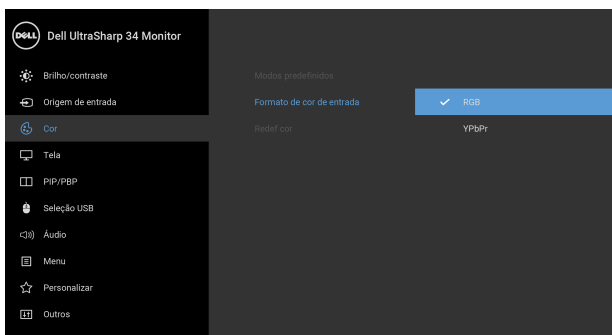 DELL Dell UltraSharp 34 Monitor
Brilho/contraste
Modos predefinidos
Origem de entrada
Formato de cor de entrada
RGB
Cor
Redef cor
YPbPr
Tela
PIP/PBP
Seleção USB
Áudio
Menu
Personalizar
Outros